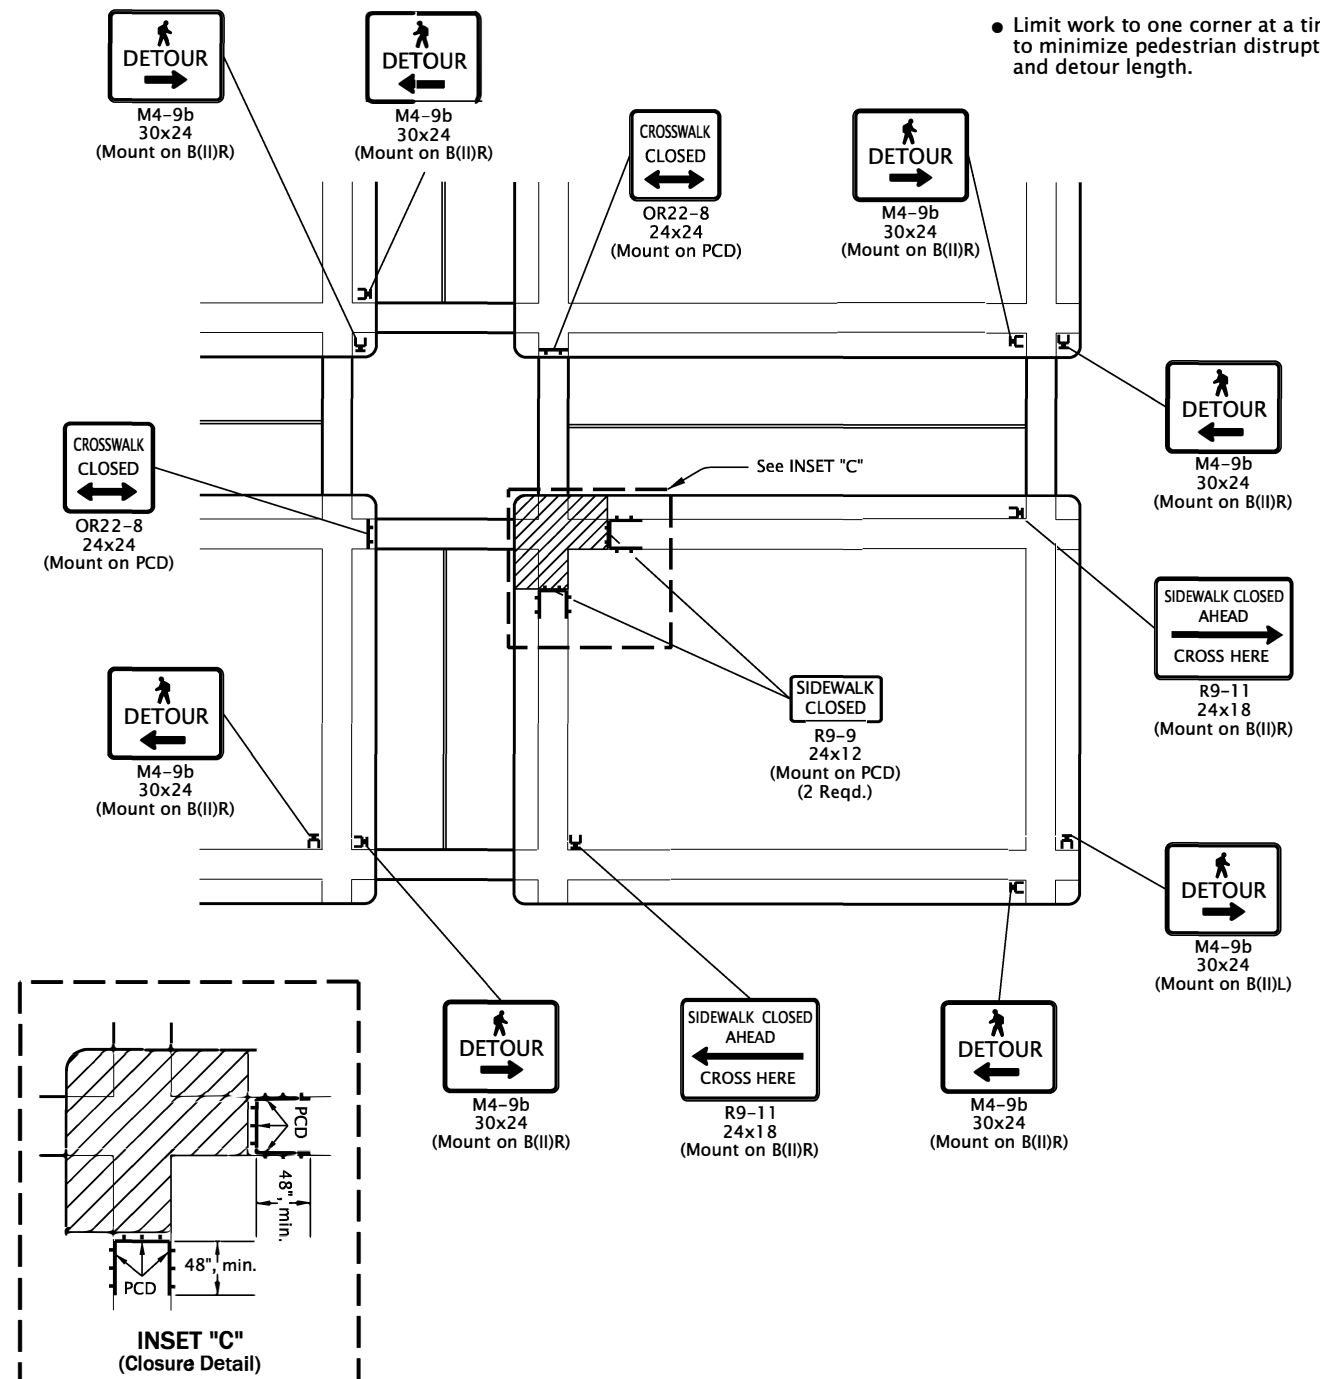 DETOUR
M4-9b
30x24
(Mount on B(II)R)
DETOUR
M4-9b
30x24
(Mount on B(II)R)
● Limit work to one corner at a
to minimize pedestrian
and detour length.
CROSSWALK
CLOSED
OR22-8
24x24
(Mount on PCD)
DETOUR
M4-9b
30x24
(Mount on B(II)R)
DETOUR
M4-9b
30x24
(Mount on B(II)R)
CROSSWALK
CLOSED
OR22-8
24x24
(Mount on PCD)
See INSET "C"
SIDEWALK CLOSED
AHEAD
CROSS HERE
R9-11
24x18
(Mount on B(II)R)
SIDEWALK
CLOSED
R9-9
24x12
(Mount on PCD)
(2 Reqd.)
DETOUR
M4-9b
30x24
(Mount on B(II)R)
DETOUR
M4-9b
30x24
(Mount on B(II)L)
DETOUR
M4-9b
30x24
(Mount on B(II)R)
SIDEWALK CLOSED
AHEAD
CROSS HERE
R9-11
24x18
(Mount on B(II)R)
DETOUR
M4-9b
30x24
(Mount on B(II)R)
PCD
48", min.
48", min.
PCD
INSET "C"
(Closure Detail)